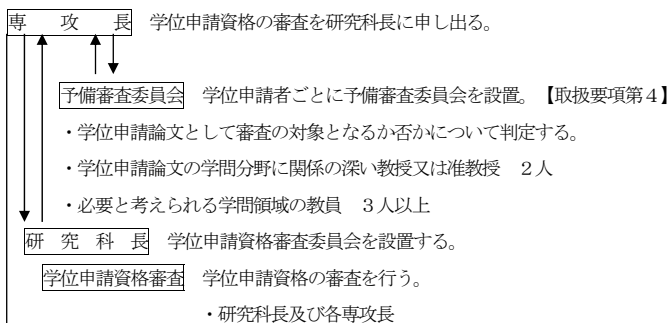 専 攻 長 学位申請資格の審査を研究科長に申し出る。
予備審査委員会 学位申請者ごとに予備審査委員会を設置。【取扱要項第4】
・学位申請論文として審査の対象となるか否かについて判定する。
・学位申請論文の学問分野に関係の深い教授又は准教授 2人
・必要と考えられる学問領域の教員 3人以上
研 究 科 長 学位申請資格審査委員会を設置する。
学位申請資格審査 学位申請資格の審査を行う。
・研究科長及び各専攻長